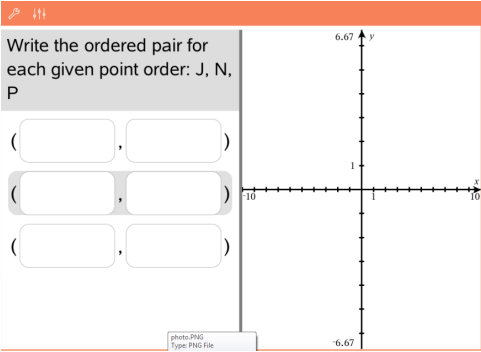 Write the ordered pair for
each given point order: J, N,
P
( , )
( , )
( , )
6.67 y
1
x
-10 1 10
-6.67
photo.PNG
Type: PNG File